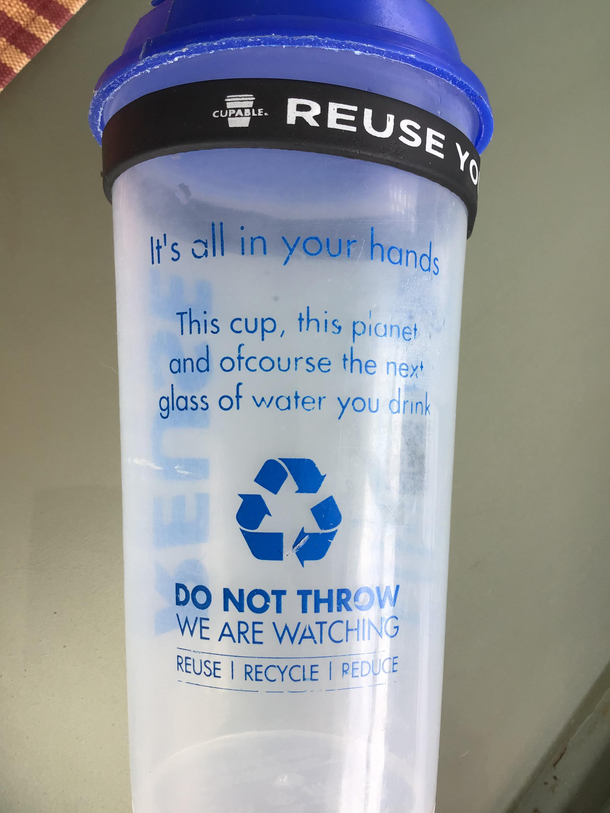 CUPABLE.
REUSE YO
It's all in your hands
This cup, this planet
and ofcourse the next
glass of water you drink
DO NOT THROW
WE ARE WATCHING
REUSE | RECYCLE | REDUCE